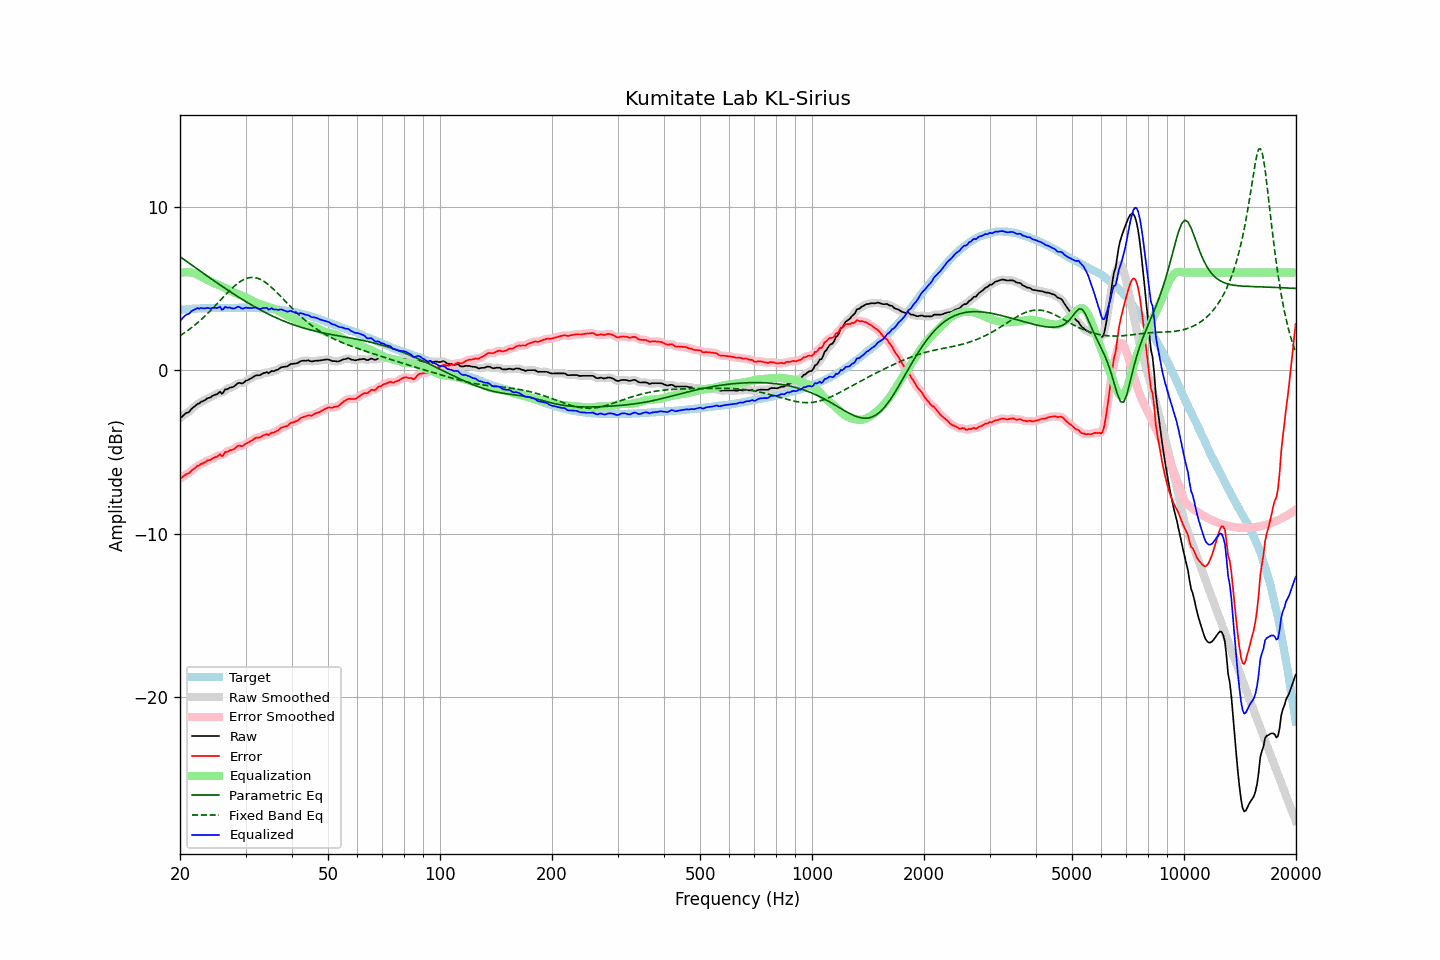 Kumitate Lab KL-Sirius
Amplitude (dBr)
10
0
−10
−20
Target
Raw Smoothed
Error Smoothed
Raw
Error
Equalization
Parametric Eq
Fixed Band Eq
Equalized
20 50 100 200 500 1000 2000 5000 10000 20000
Frequency (Hz)